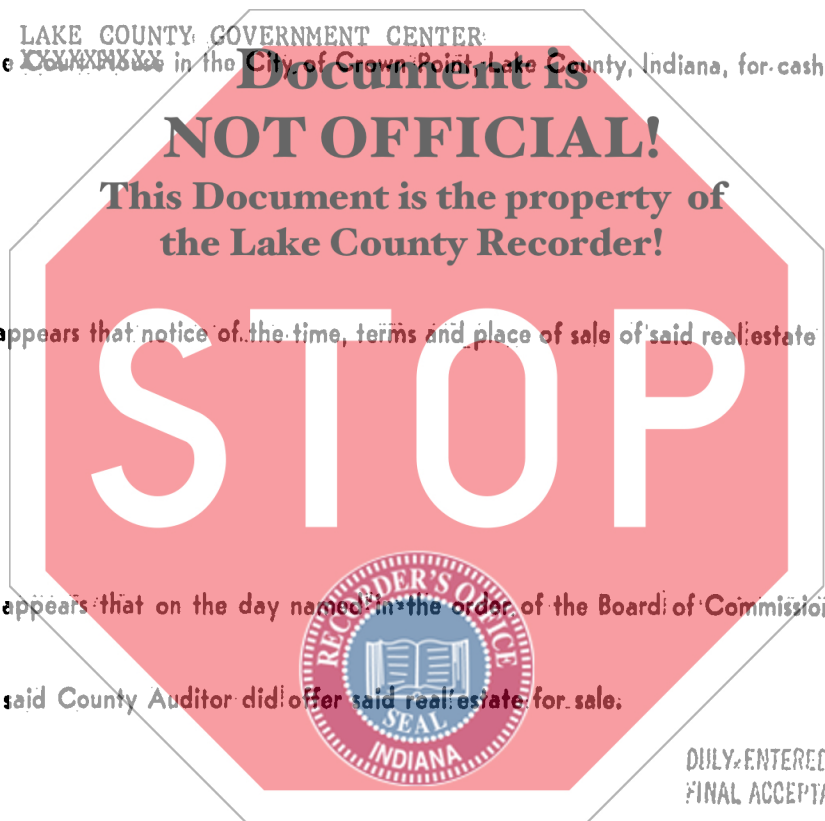 LAKE COUNTY GOVERNMENT CENTER
e Court House in the City of Crown Point, Lake County, Indiana, for cash
Document is
NOT OFFICIAL!
This Document is the property of
the Lake County Recorder!
appears that notice of the time, terms and place of sale of said real estate
STOP
appears that on the day named in the order of the Board of Commissio
RECORDER'S OFFICE
said County Auditor did offer said real estate for sale.
SEAL
INDIANA
DULY ENTERED
FINAL ACCEPTA